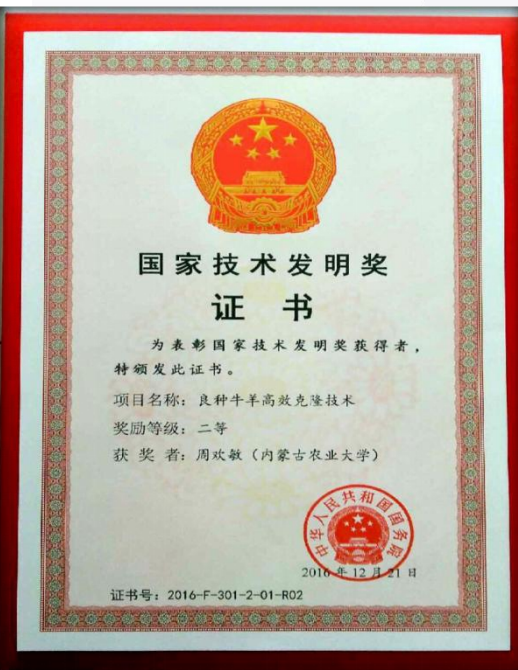 国家技术发明奖
证书
为表彰国家技术发明奖获得者，
特颁发此证书。
项目名称：良种牛羊高效克隆技术
奖励等级：二等
获奖者：周欢敏（内蒙古农业大学）
中华人民共和国国务院
2016年12月21日
证书号：2016-F-301-2-01-R02